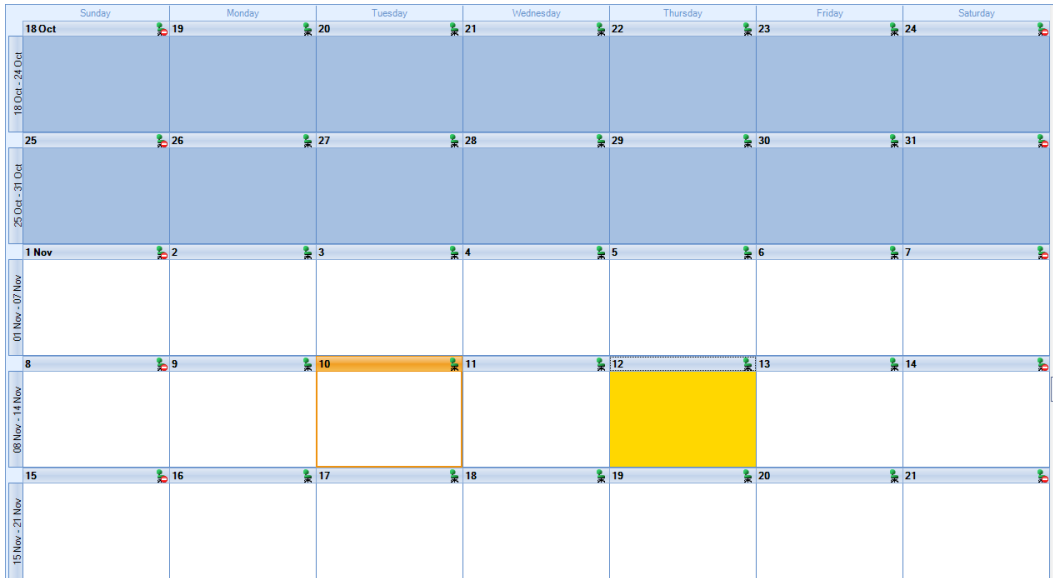 Sunday Monday Tuesday Wednesday Thursday Friday Saturday
18 Oct 19 20 21 22 23 24
18 Oct - 24 Oct
25 26 27 28 29 30 31
25 Oct - 31 Oct
1 Nov 2 3 4 5 6 7
01 Nov - 07 Nov
8 9 10 11 12 13 14
08 Nov - 14 Nov
15 16 17 18 19 20 21
15 Nov - 21 Nov